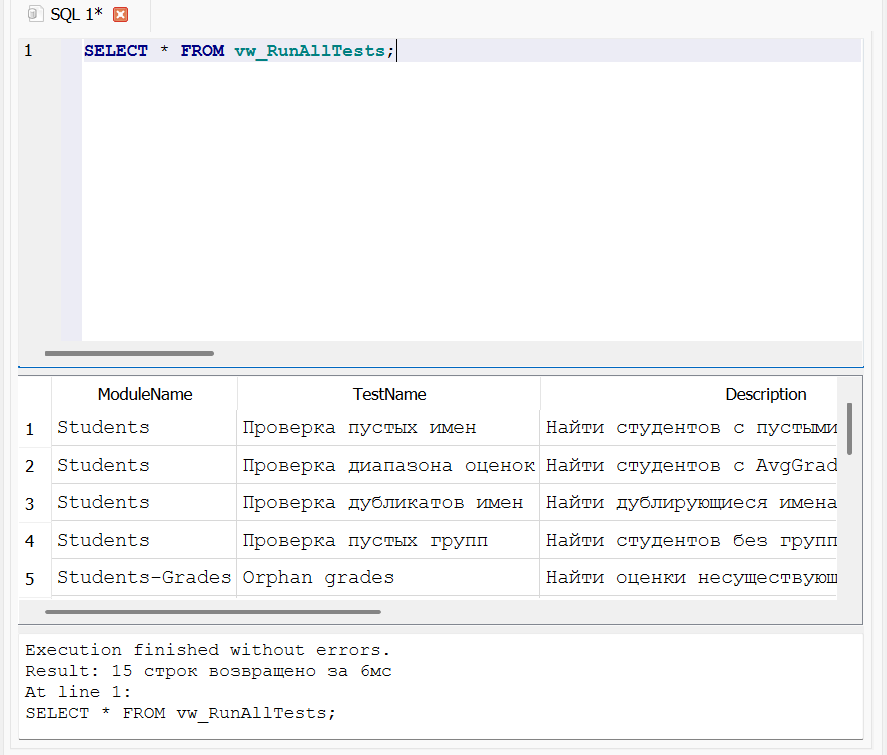 SQL 1*
1 SELECT * FROM vw_RunAllTests;
ModuleName TestName Description
1 Students Проверка пустых имен Найти студентов с пустыми
2 Students Проверка диапазона оценок Найти студентов с AvgGrad
3 Students Проверка дубликатов имен Найти дублирующиеся имена
4 Students Проверка пустых групп Найти студентов без групп
5 Students-Grades Orphan grades Найти оценки несуществующ
Execution finished without errors.
Result: 15 строк возвращено за 6мс
At line 1:
SELECT * FROM vw_RunAllTests;